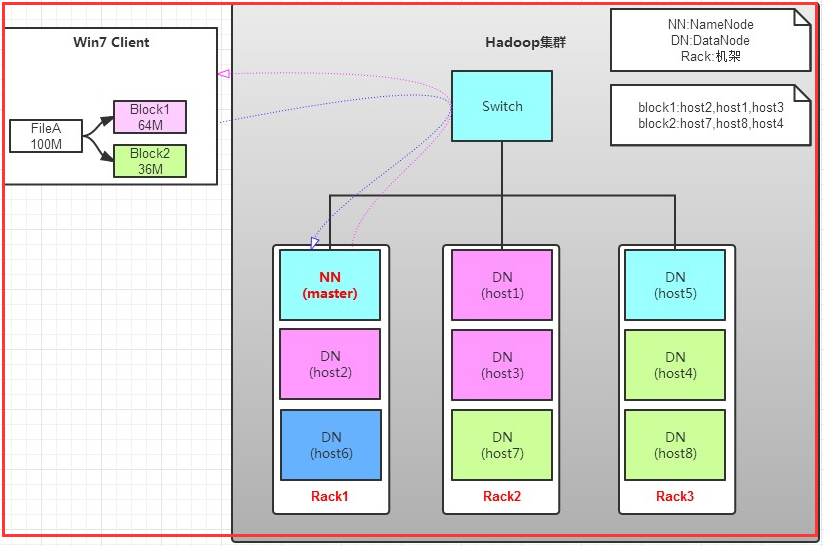 Win7 Client
FileA
100M
Block1
64M
Block2
36M
Hadoop集群
NN:NameNode
DN:DataNode
Rack:机架
block1:host2,host1,host3
block2:host7,host8,host4
Switch
NN
(master)
DN
(host2)
DN
(host6)
Rack1
DN
(host1)
DN
(host3)
DN
(host7)
Rack2
DN
(host5)
DN
(host4)
DN
(host8)
Rack3